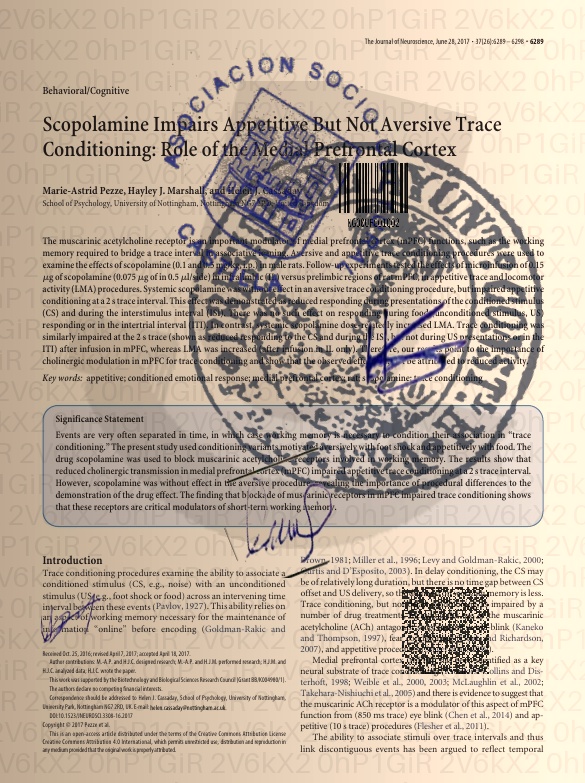 The Journal of Neuroscience, June 28, 2017 • 37(26):6289 – 6298 • 6289
Behavioral/Cognitive
Scopolamine Impairs Appetitive But Not Aversive Trace
Conditioning: Role of the Medial Prefrontal Cortex
Marie-Astrid Pezze, Hayley J. Marshall, and Helen J. Cassaday
School of Psychology, University of Nottingham, Nottingham NG7 2RD, United Kingdom
The muscarinic acetylcholine receptor is an important modulator of medial prefrontal cortex (mPFC) functions, such as the working
memory required to bridge a trace interval in associative learning. Aversive and appetitive trace conditioning procedures were used to
examine the effects of scopolamine (0.1 and 0.5 mg/kg, i.p.) in male rats. Follow-up experiments tested the effect of microinfusion of 0.15
μg of scopolamine (0.075 μg of in 0.5 μl/side) in infralimbic (IL) versus prelimbic regions of rat mPFC, in appetitive trace and locomotor
activity (LMA) procedures. Systemic scopolamine was without effect in an aversive trace conditioning procedure, but impaired appetitive
conditioning at a 2 s trace interval. This effect was demonstrated as reduced responding during presentations of the conditioned stimulus
(CS) and during the interstimulus interval (ISI). There was no such effect on responding during food (unconditioned stimulus, US)
responding or in the intertrial interval (ITI). In contrast, systemic scopolamine dose-relatedly increased LMA. Trace conditioning was
similarly impaired at the 2 s trace (shown as reduced responding to the CS and during the ISI, but not during US presentations or in the
ITI) after infusion in mPFC, whereas LMA was increased (after infusion in IL only). Therefore, our results point to the importance of
cholinergic modulation in mPFC for trace conditioning and show that the observed effects cannot be attributed to reduced activity.
Key words: appetitive; conditioned emotional response; medial prefrontal cortex; rat; scopolamine; trace conditioning
Significance Statement
Events are very often separated in time, in which case working memory is necessary to condition their association in "trace
conditioning." The present study used conditioning variants motivated aversively with foot shock and appetitively with food. The
drug scopolamine was used to block muscarinic acetylcholine receptors involved in working memory. The results show that
reduced cholinergic transmission in medial prefrontal cortex (mPFC) impaired appetitive trace conditioning at a 2 s trace interval.
However, scopolamine was without effect in the aversive procedure, revealing the importance of procedural differences to the
demonstration of the drug effect. The finding that blockade of muscarinic receptors in mPFC impaired trace conditioning shows
that these receptors are critical modulators of short-term working memory.
Introduction
Trace conditioning procedures examine the ability to associate a
conditioned stimulus (CS, e.g., noise) with an unconditioned
stimulus (US; e.g., foot shock or food) across an intervening time
interval between these events (Pavlov, 1927). This ability relies on
an aspect of working memory necessary for the maintenance of
information "online" before encoding (Goldman-Rakic and
Received Oct. 25, 2016; revised April 7, 2017; accepted April 18, 2017.
Author contributions: M.-A.P. and H.J.C. designed research; M.-A.P. and H.J.M. performed research; H.J.M. and
H.J.C. analyzed data; H.J.C. wrote the paper.
This work was supported by the Biotechnology and Biological Sciences Research Council (Grant BB/K004980/1).
The authors declare no competing financial interests.
Correspondence should be addressed to Helen J. Cassaday, School of Psychology, University of Nottingham,
University Park, Nottingham NG7 2RD, UK. E-mail: helen.cassaday@nottingham.ac.uk.
DOI:10.1523/JNEUROSCI.3308-16.2017
Copyright © 2017 Pezze et al.
This is an open-access article distributed under the terms of the Creative Commons Attribution License
Creative Commons Attribution 4.0 International, which permits unrestricted use, distribution and reproduction in
any medium provided that the original work is properly attributed.
Brown, 1981; Miller et al., 1996; Levy and Goldman-Rakic, 2000;
Curtis and D'Esposito, 2003). In delay conditioning, the CS may
be of relatively long duration, but there is no time gap between CS
offset and US delivery, so the memory is less.
Trace conditioning, but not impaired by a
number of drug treatment the muscarinic
acetylcholine (ACh) antagon blink (Kaneko
and Thompson, 1997), fear and Richardson,
2007), and appetitive
Medial prefrontal cortex identified as a key
neural substrate of trace con Collins and Dis-
terhoft, 1998; Weible et al., 2000, 2003; McLaughlin et al., 2002;
Takehara-Nishiuchi et al., 2005) and there is evidence to suggest that
the muscarinic ACh receptor is a modulator of this aspect of mPFC
function from (850 ms trace) eye blink (Chen et al., 2014) and ap-
petitive (10 s trace) procedures (Flesher et al., 2011).
The ability to associate stimuli over trace intervals and thus
link discontiguous events has been argued to reflect temporal